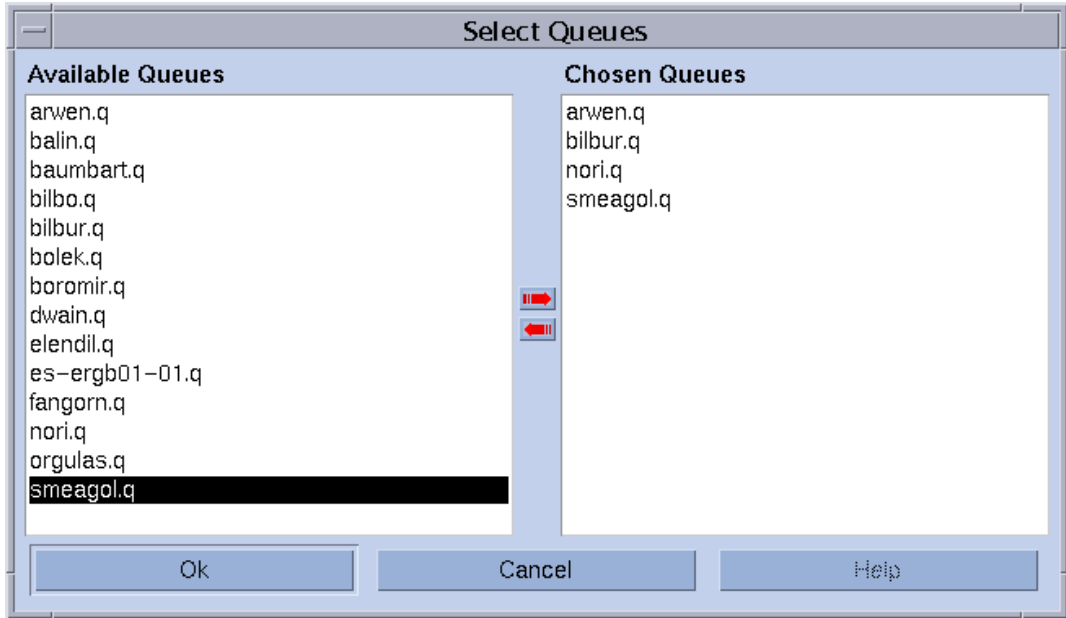 Select Queues
Available Queues
arwen.q
balin.q
baumbart.q
bilbo.q
bilbur.q
bolek.q
boromir.q
dwain.q
elendil.q
es-ergb01-01.q
fangorn.q
nori.q
orgulas.q
smeagol.q
Chosen Queues
arwen.q
bilbur.q
nori.q
smeagol.q
Ok
Cancel
Help